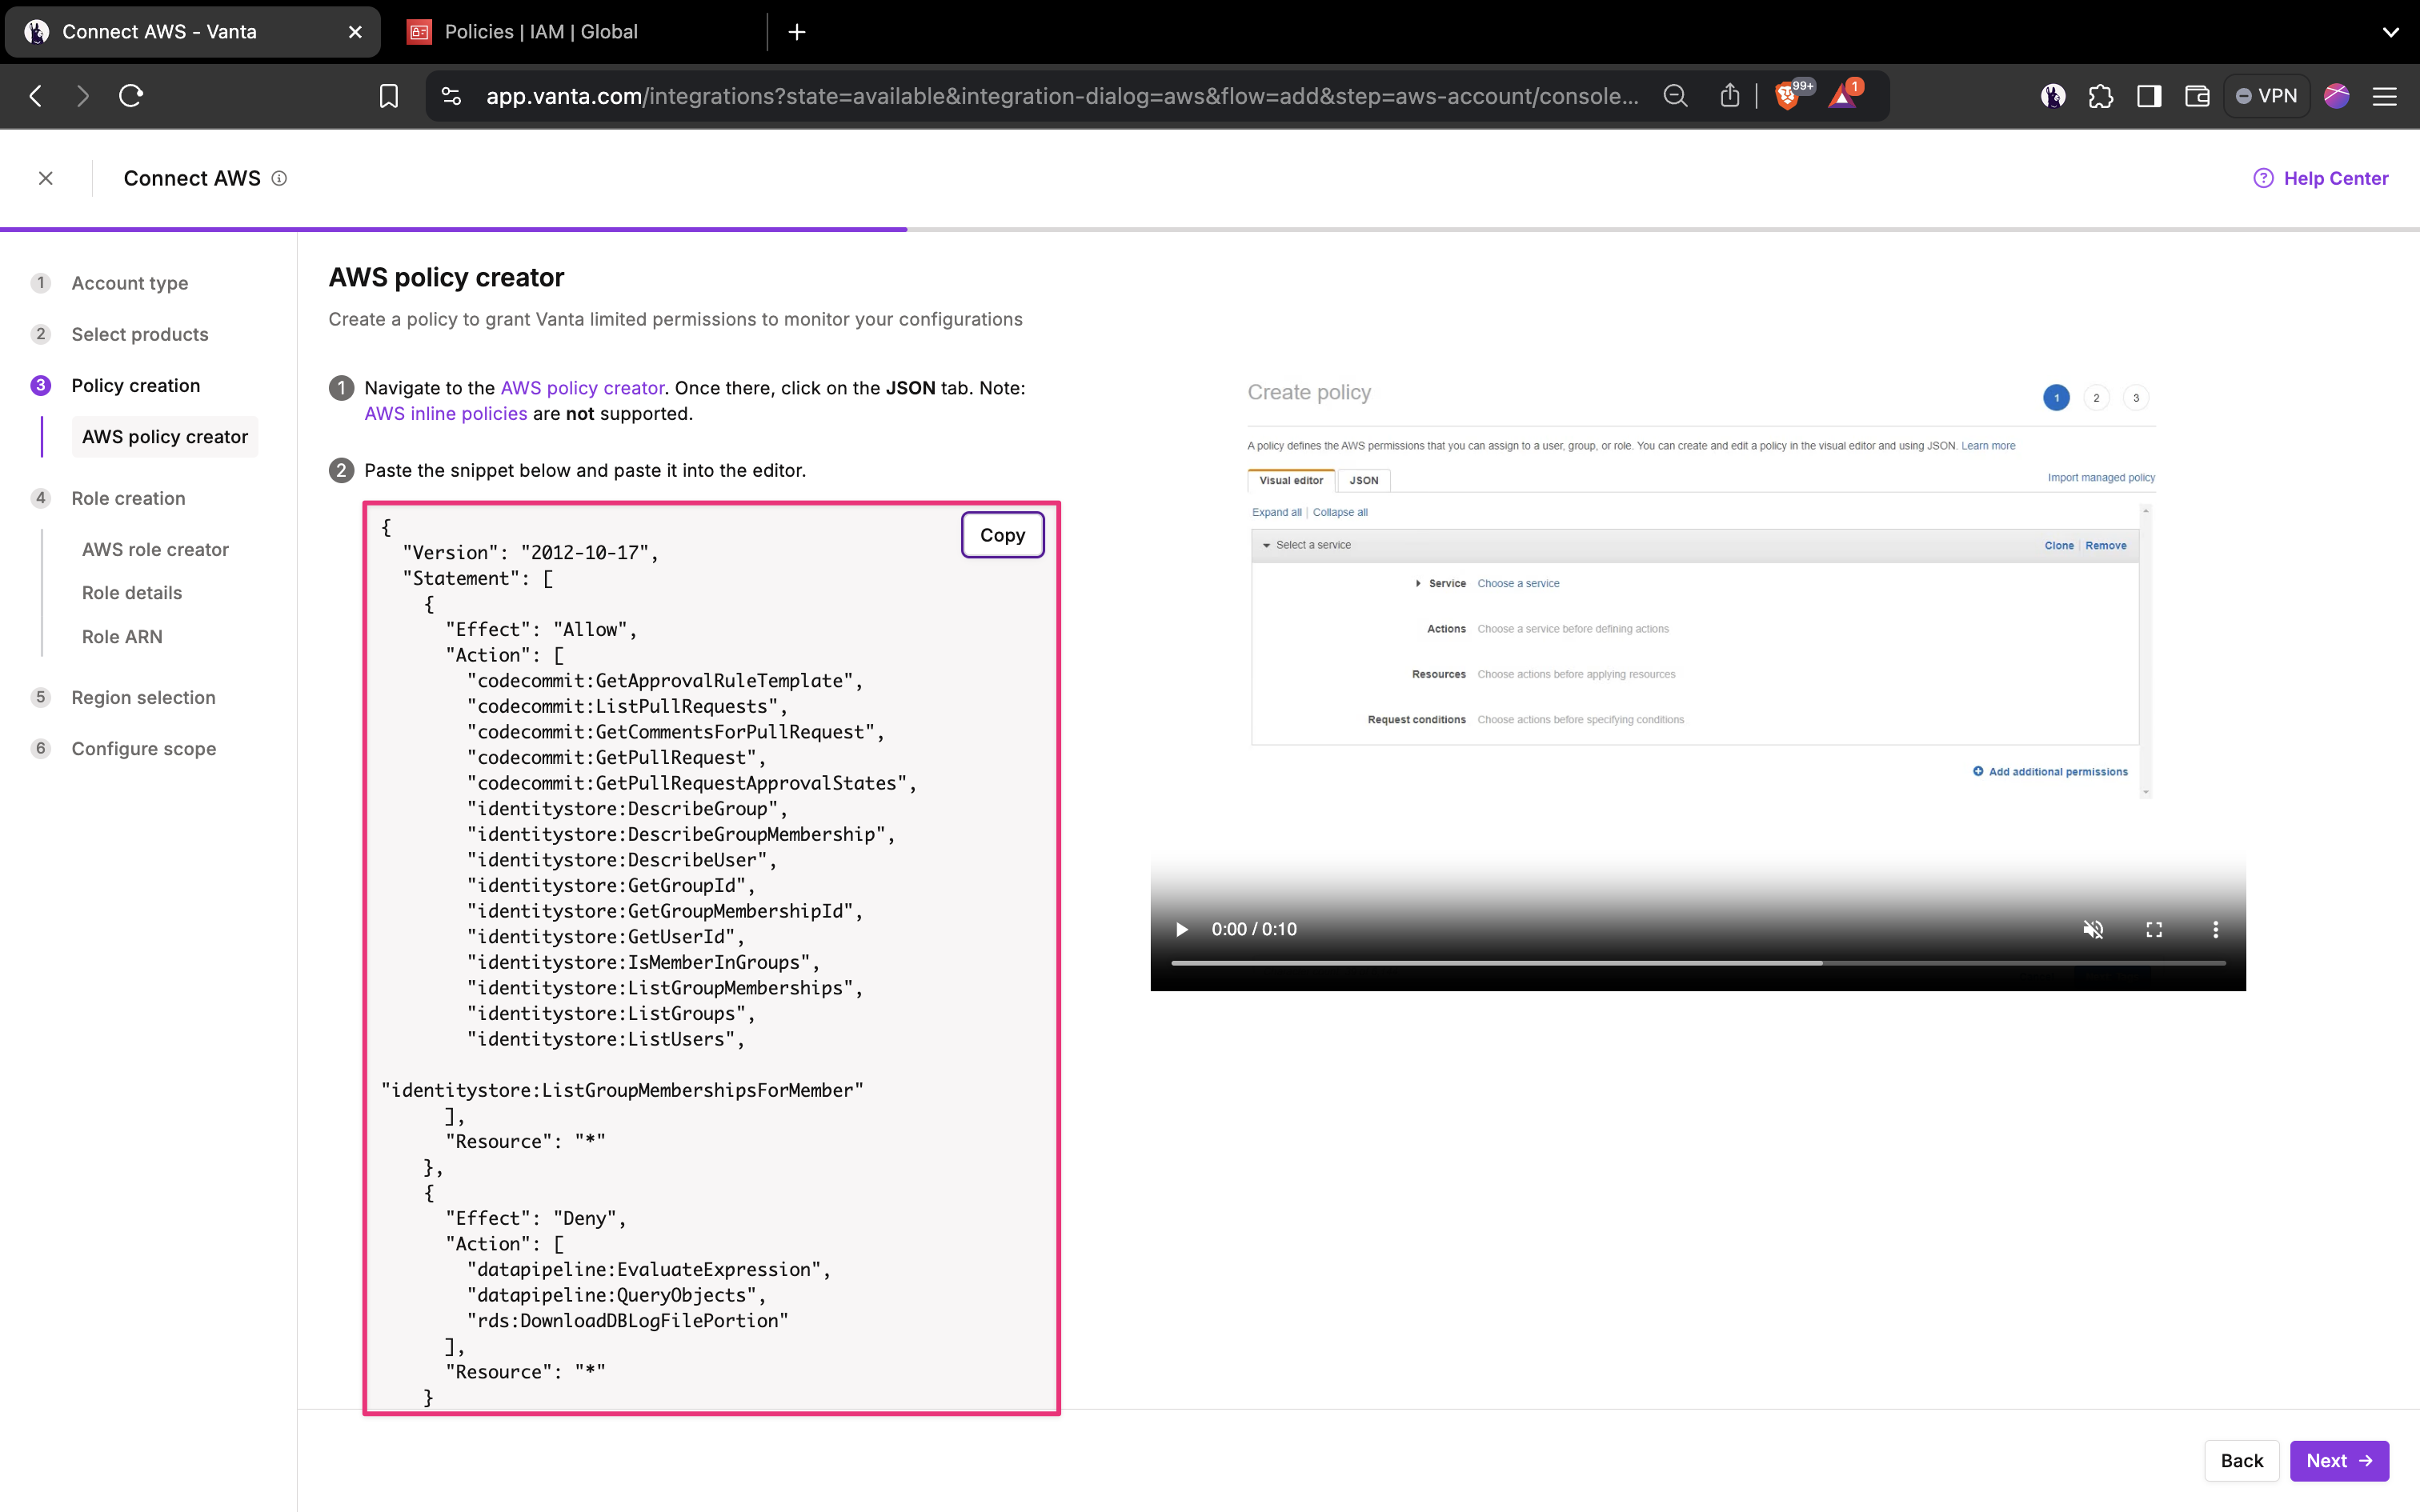 Connect AWS - Vanta
Policies | IAM | Global
app.vanta.com/integrations?state=available&integration-dialog=aws&flow=add&step=aws-account/console...
99+
1
VPN
Connect AWS
Help Center
1 Account type
2 Select products
3 Policy creation
AWS policy creator
4 Role creation
AWS role creator
Role details
Role ARN
5 Region selection
6 Configure scope
AWS policy creator
Create a policy to grant Vanta limited permissions to monitor your configurations
1 Navigate to the AWS policy creator. Once there, click on the JSON tab. Note:
AWS inline policies are not supported.
2 Paste the snippet below and paste it into the editor.
Copy
{
"Version": "2012-10-17",
"Statement": [
{
"Effect": "Allow",
"Action": [
"codecommit:GetApprovalRuleTemplate",
"codecommit:ListPullRequests",
"codecommit:GetCommentsForPullRequest",
"codecommit:GetPullRequest",
"codecommit:GetPullRequestApprovalStates",
"identitystore:DescribeGroup",
"identitystore:DescribeGroupMembership",
"identitystore:DescribeUser",
"identitystore:GetGroupId",
"identitystore:GetGroupMembershipId",
"identitystore:GetUserId",
"identitystore:IsMemberInGroups",
"identitystore:ListGroupMemberships",
"identitystore:ListGroups",
"identitystore:ListUsers",
"identitystore:ListGroupMembershipsForMember"
],
"Resource": "*"
},
{
"Effect": "Deny",
"Action": [
"datapipeline:EvaluateExpression",
"datapipeline:QueryObjects",
"rds:DownloadDBLogFilePortion"
],
"Resource": "*"
}
Create policy
1 2 3
A policy defines the AWS permissions that you can assign to a user, group, or role. You can create and edit a policy in the visual editor and using JSON. Learn more
Visual editor
JSON
Import managed policy
Expand all | Collapse all
Select a service
Clone | Remove
Service Choose a service
Actions Choose a service before defining actions
Resources Choose actions before applying resources
Request conditions Choose actions before specifying conditions
Add additional permissions
0:00 / 0:10
Back
Next